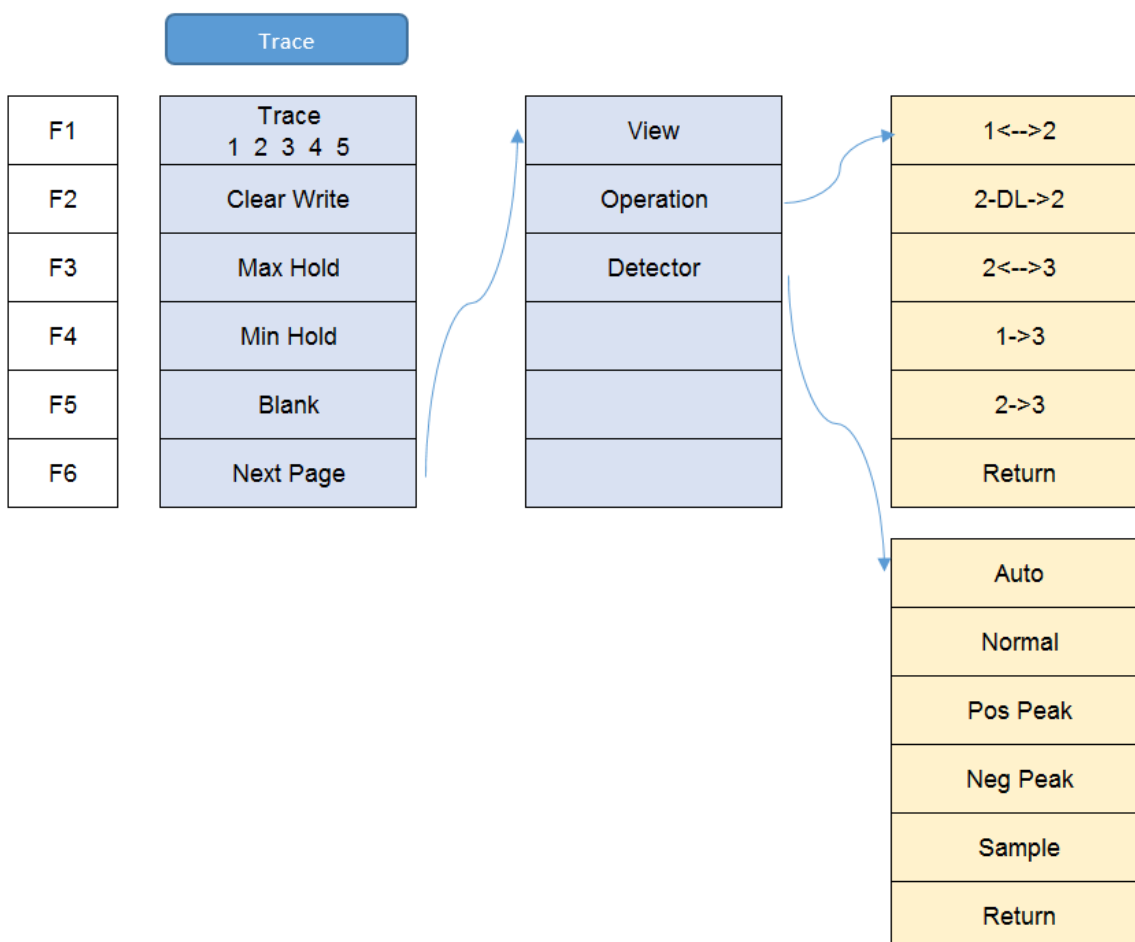 Trace
F1
F2
F3
F4
F5
F6
Trace
1 2 3 4 5
Clear Write
Max Hold
Min Hold
Blank
Next Page
View
Operation
Detector
1<-->2
2-DL->2
2<-->3
1->3
2->3
Return
Auto
Normal
Pos Peak
Neg Peak
Sample
Return